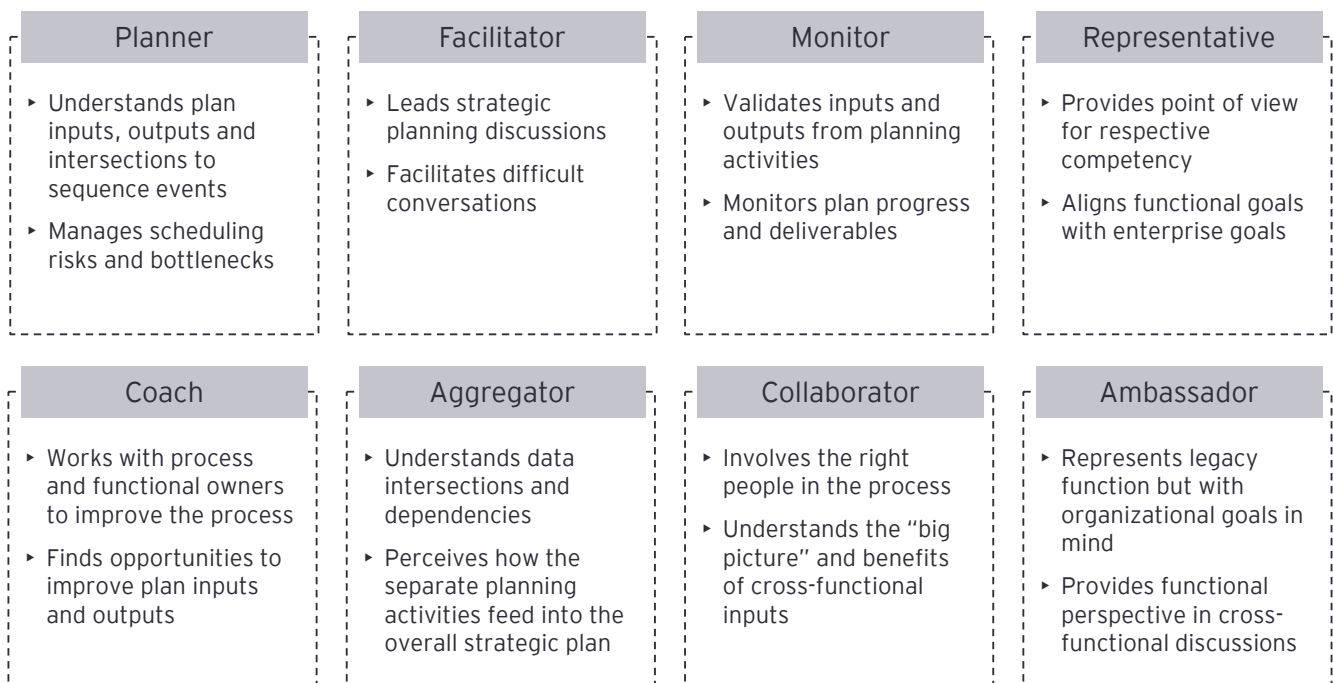 Planner
▸ Understands plan
inputs, outputs and
intersections to
sequence events
▸ Manages scheduling
risks and bottlenecks
Facilitator
▸ Leads strategic
planning discussions
▸ Facilitates difficult
conversations
Monitor
▸ Validates inputs and
outputs from planning
activities
▸ Monitors plan progress
and deliverables
Representative
▸ Provides point of view
for respective
competency
▸ Aligns functional goals
with enterprise goals
Coach
▸ Works with process
and functional owners
to improve the process
▸ Finds opportunities to
improve plan inputs
and outputs
Aggregator
▸ Understands data
intersections and
dependencies
▸ Perceives how the
separate planning
activities feed into the
overall strategic plan
Collaborator
▸ Involves the right
people in the process
▸ Understands the “big
picture” and benefits
of cross-functional
inputs
Ambassador
▸ Represents legacy
function but with
organizational goals in
mind
▸ Provides functional
perspective in cross-
functional discussions